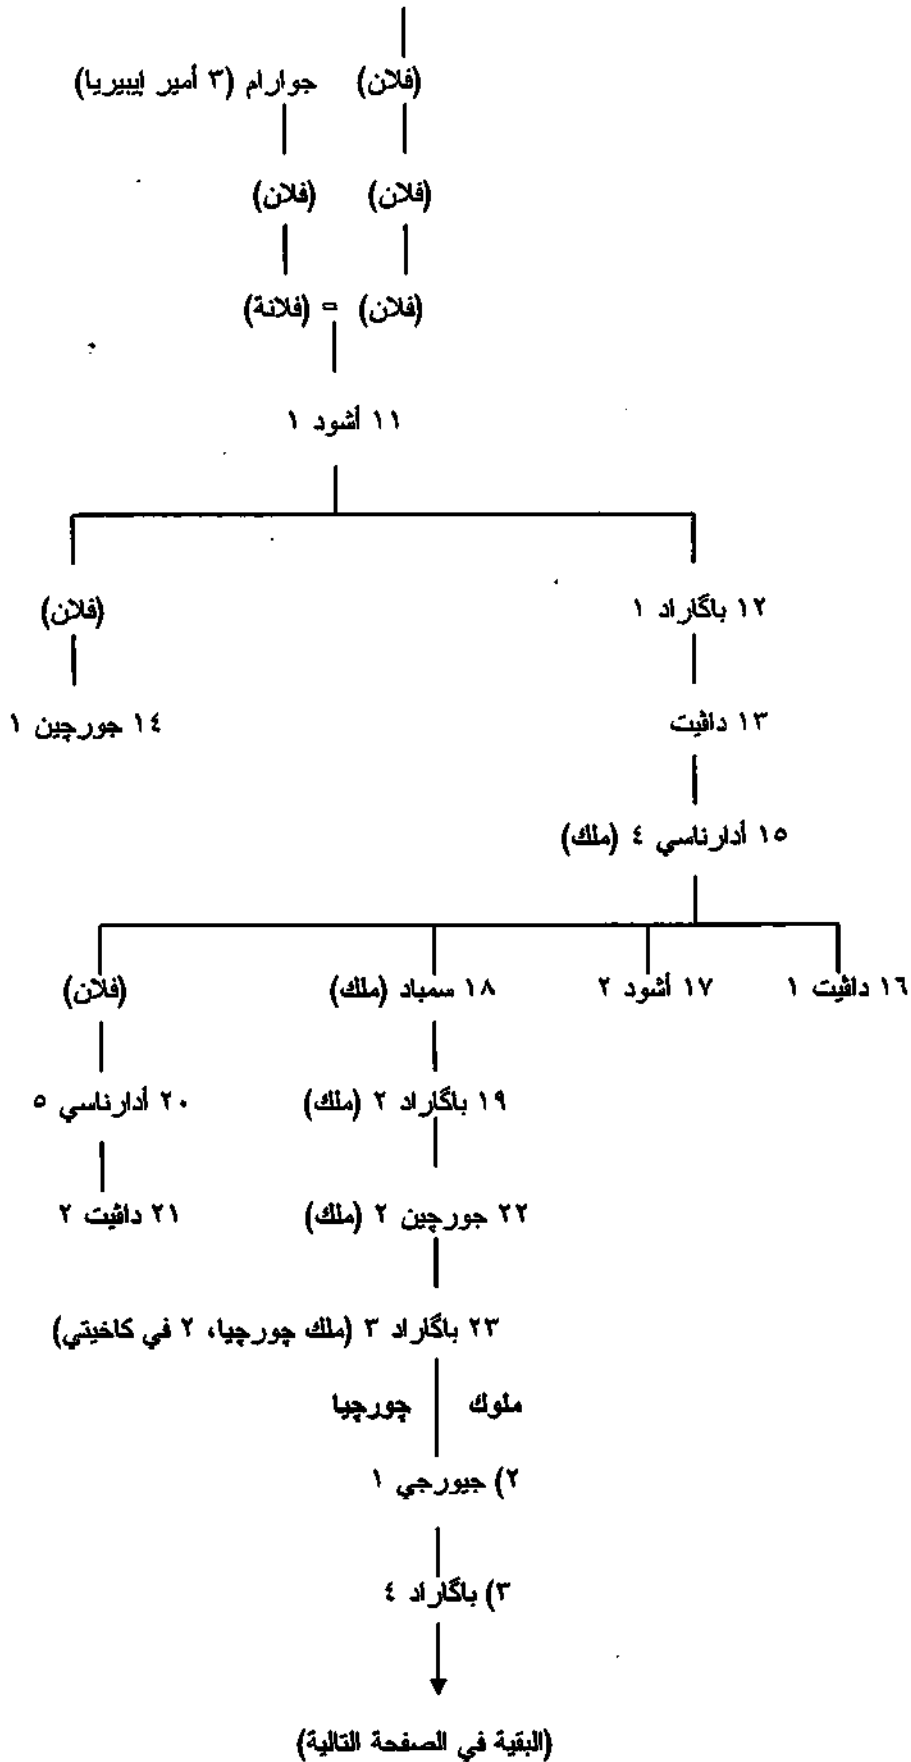 (فلان) جوارام (٣ أمير إيبيريا)
(فلان) (فلان)
(فلان) = (فلانة)
١١ أشود ١
١٢ باگاراد ١ (فلان)
١٣ داڤيت ١٤ جورچين ١
١٥ أدارناسي ٤ (ملك)
١٦ داڤيت ١ ١٧ أشود ٢ ١٨ سمباد (ملك) (فلان)
١٩ باگاراد ٢ (ملك) ٢٠ أدارناسي ٥
٢٢ جورچين ٢ (ملك) ٢١ داڤيت ٢
٢٣ باگاراد ٣ (ملك چورچيا، ٢ في كاخيتي)
ملوك چورچيا
٢) جيورجي ١
٣) باگاراد ٤
(البقية في الصفحة التالية)